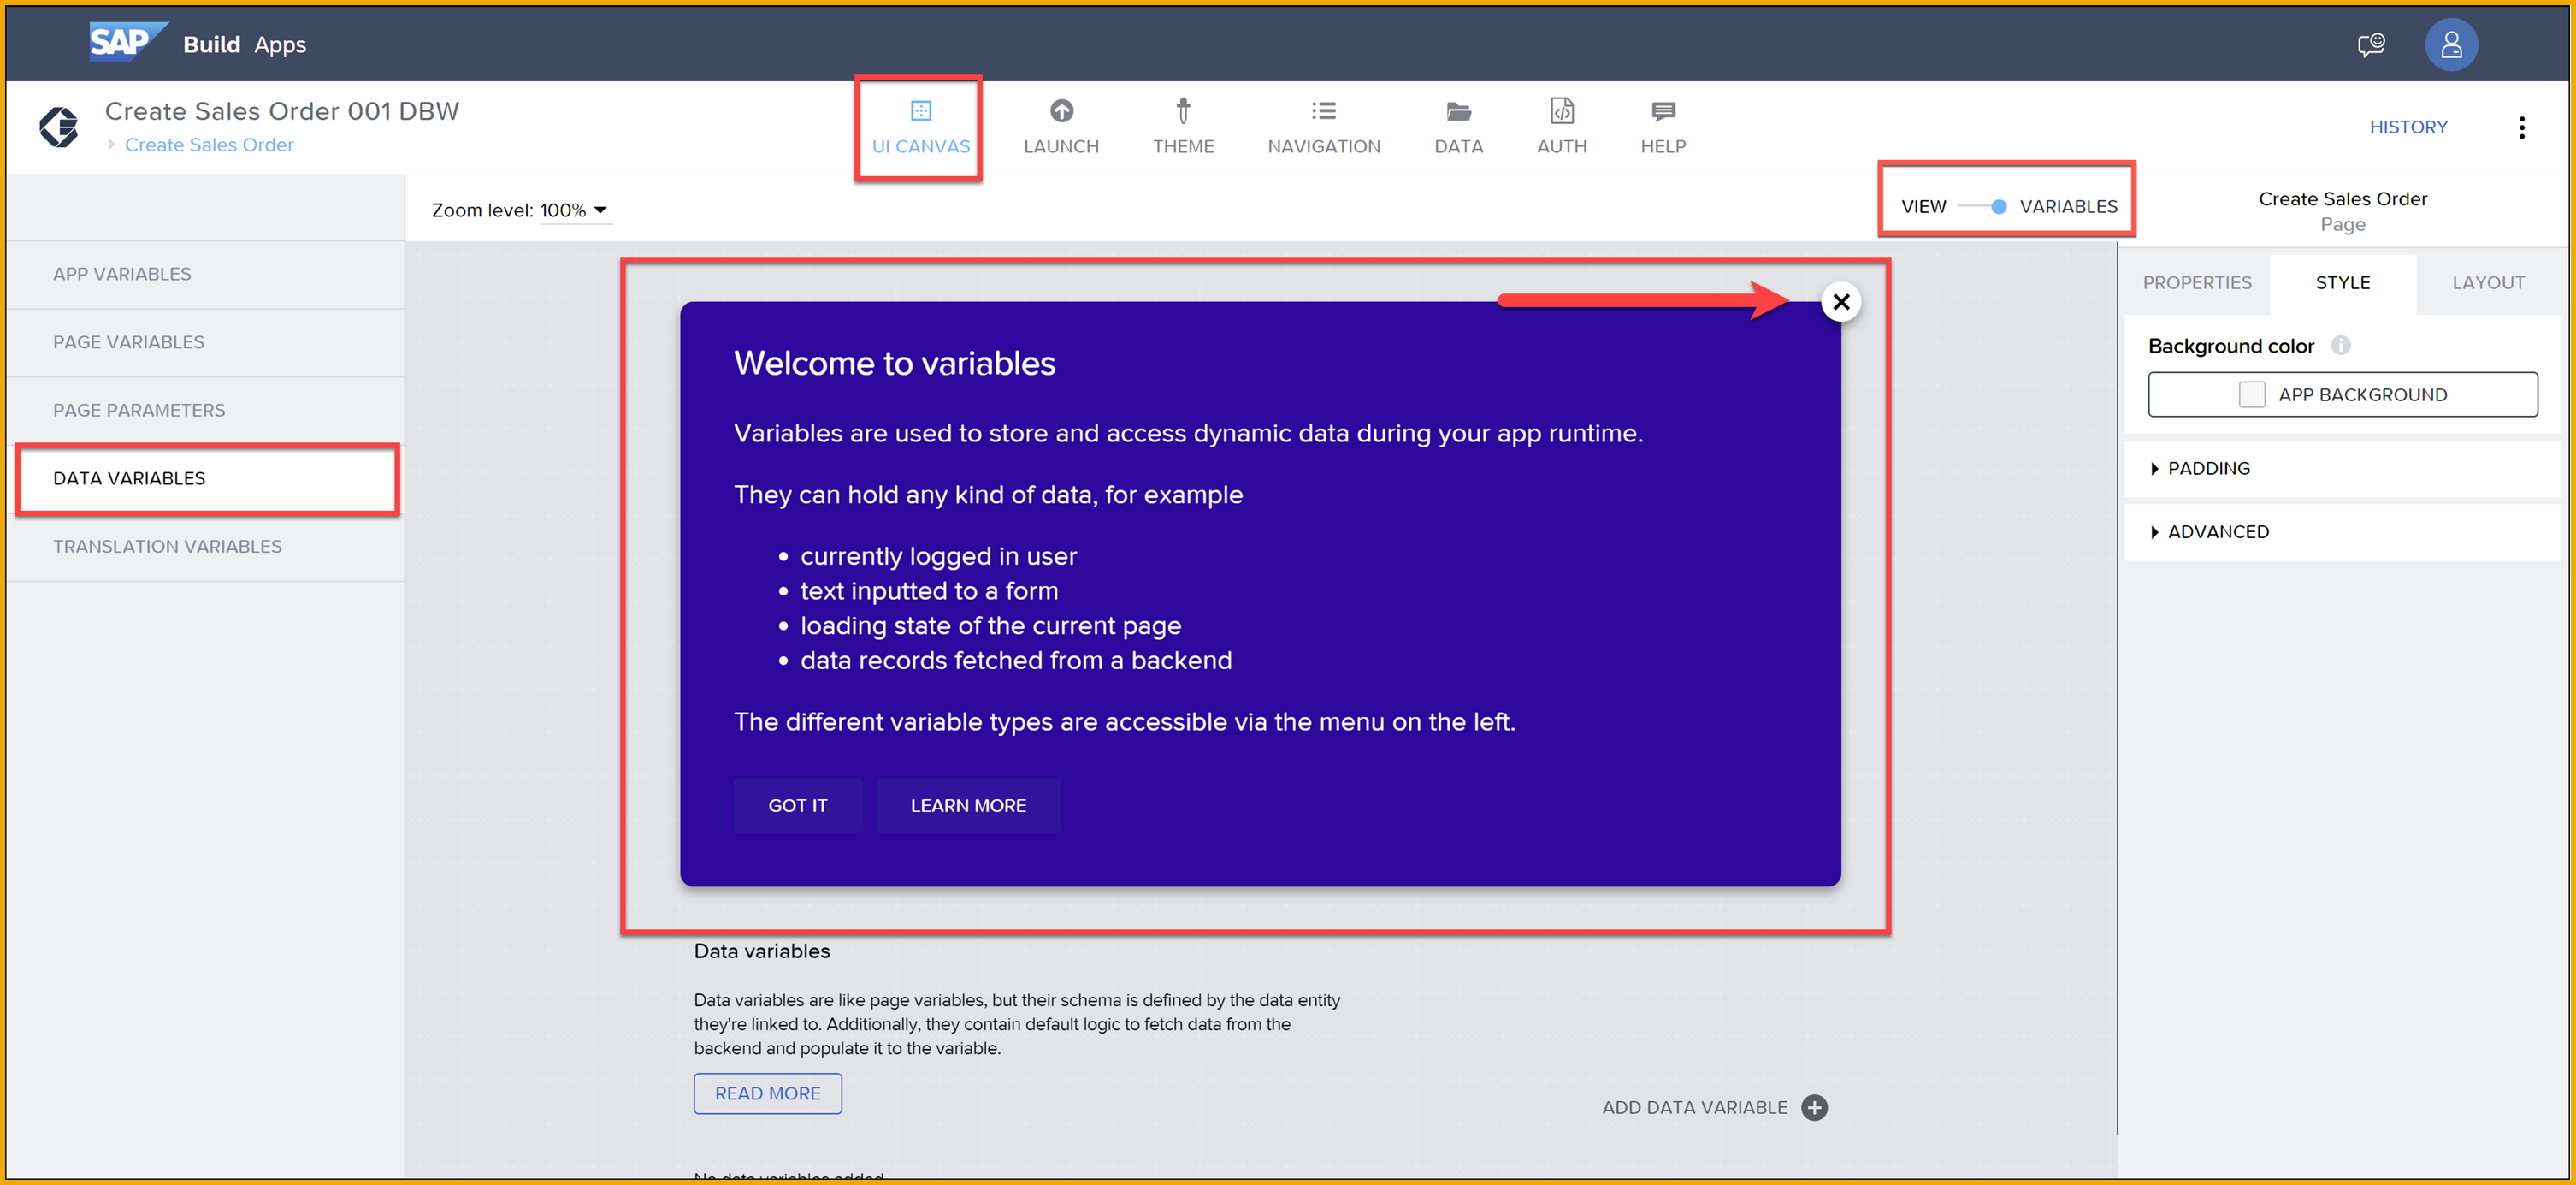 SAP Build Apps
Create Sales Order 001 DBW
Create Sales Order
UI CANVAS
LAUNCH
THEME
NAVIGATION
DATA
AUTH
HELP
HISTORY
Zoom level: 100%
VIEW
VARIABLES
Create Sales Order
Page
APP VARIABLES
PAGE VARIABLES
PAGE PARAMETERS
DATA VARIABLES
TRANSLATION VARIABLES
Welcome to variables
Variables are used to store and access dynamic data during your app runtime.
They can hold any kind of data, for example
• currently logged in user
• text inputted to a form
• loading state of the current page
• data records fetched from a backend
The different variable types are accessible via the menu on the left.
GOT IT
LEARN MORE
Data variables
Data variables are like page variables, but their schema is defined by the data entity
they're linked to. Additionally, they contain default logic to fetch data from the
backend and populate it to the variable.
READ MORE
ADD DATA VARIABLE
No data variables added
PROPERTIES
STYLE
LAYOUT
Background color
APP BACKGROUND
PADDING
ADVANCED